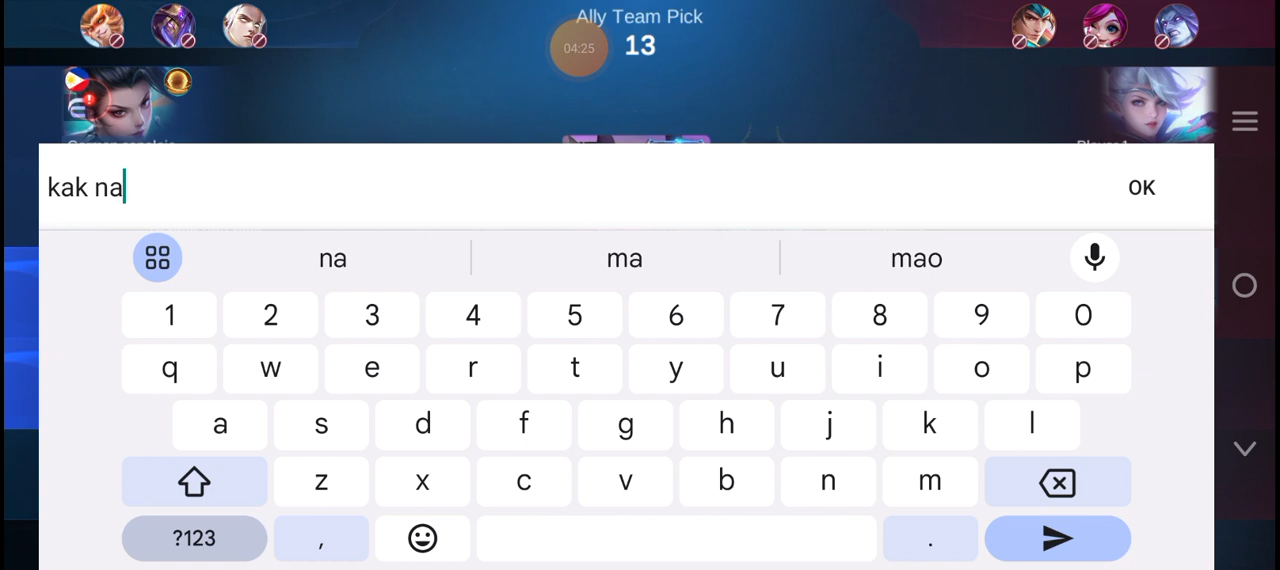 Ally Team Pick
04:25
13
kak na
OK
na
ma
mao
1 2 3 4 5 6 7 8 9 0
q w e r t y u i o p
a s d f g h j k l
z x c v b n m
?123 , .